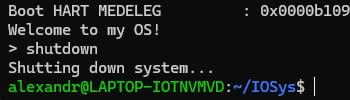 Boot HART MEDELEG         : 0x0000b109
Welcome to my OS!
> shutdown
Shutting down system...
alexandr@LAPTOP-IOTNVMVD:~/IOSys$